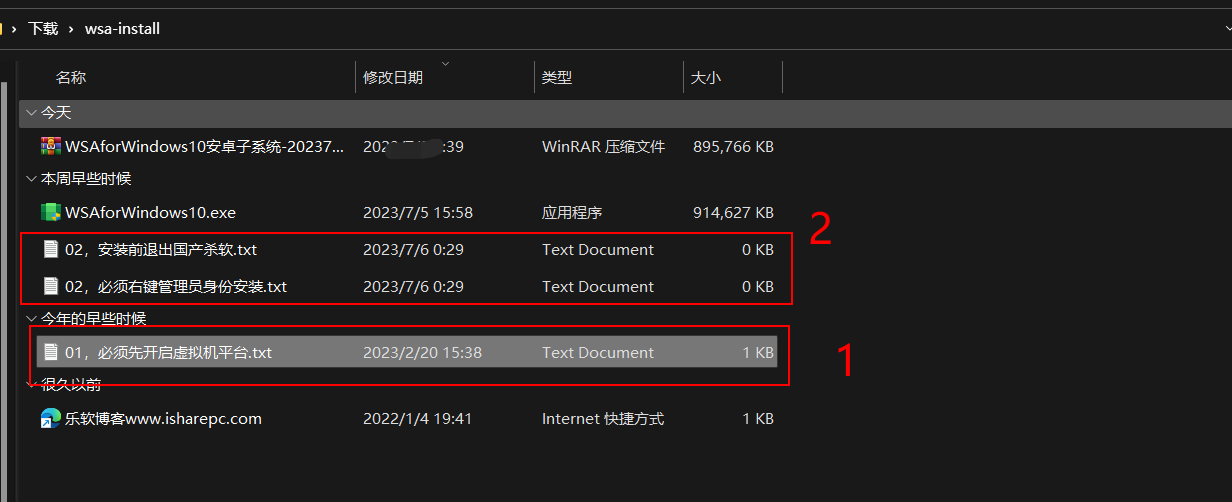 下载 › wsa-install
名称 修改日期 类型 大小
今天
WSAforWindows10安卓子系统-20237... :39 WinRAR 压缩文件 895,766 KB
本周早些时候
WSAforWindows10.exe 2023/7/5 15:58 应用程序 914,627 KB
2
02，安装前退出国产杀软.txt 2023/7/6 0:29 Text Document 0 KB
02，必须右键管理员身份安装.txt 2023/7/6 0:29 Text Document 0 KB
今年的早些时候
01，必须先开启虚拟机平台.txt 2023/2/20 15:38 Text Document 1 KB
1
很久以前
乐软博客www.isharepc.com 2022/1/4 19:41 Internet 快捷方式 1 KB